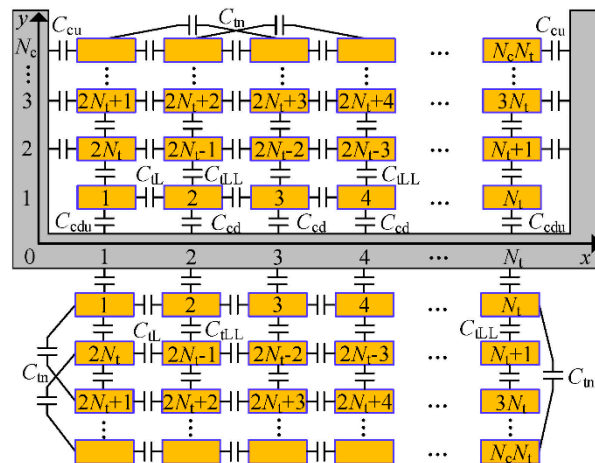 y C_cu C_tn C_cu
N_c N_cN_t
⋮ ⋮ ⋮ ⋮ ⋮ ... ⋮
3 2N_t+1 2N_t+2 2N_t+3 2N_t+4 ... 3N_t
2 2N_t 2N_t-1 2N_t-2 2N_t-3 ... N_t+1
C_tL C_tLL C_tLL
1 1 2 3 4 ... N_t
C_cdu C_cd C_cd C_cd C_cdu
0 1 2 3 4 ... N_t x
1 2 3 4 ... N_t
C_tL C_tLL C_tLL
2N_t 2N_t-1 2N_t-2 2N_t-3 ... N_t+1
C_tn C_tn
2N_t+1 2N_t+2 2N_t+3 2N_t+4 ... 3N_t
⋮ ⋮ ⋮ ⋮ ... ⋮
N_cN_t